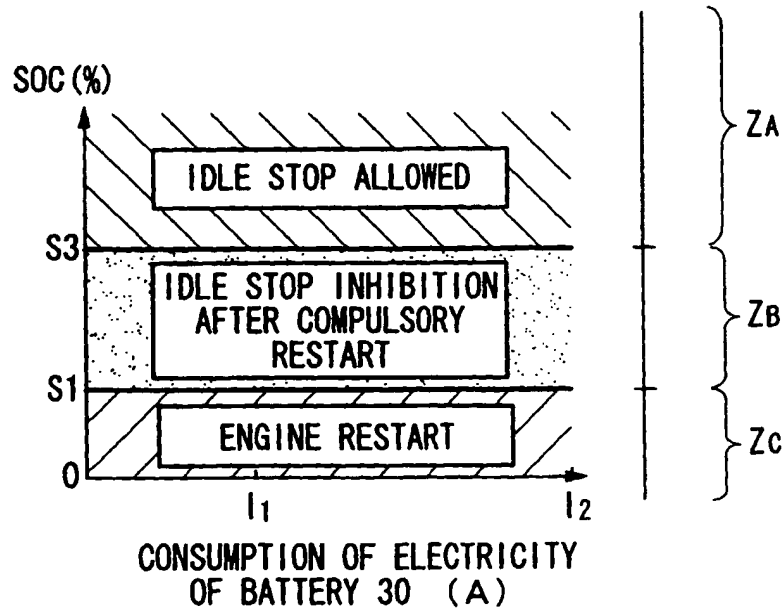 SOC (%)
IDLE STOP ALLOWED
ZA
S3
IDLE STOP INHIBITION
AFTER COMPULSORY
RESTART
ZB
S1
ENGINE RESTART
ZC
0
I1
I2
CONSUMPTION OF ELECTRICITY
OF BATTERY 30 (A)